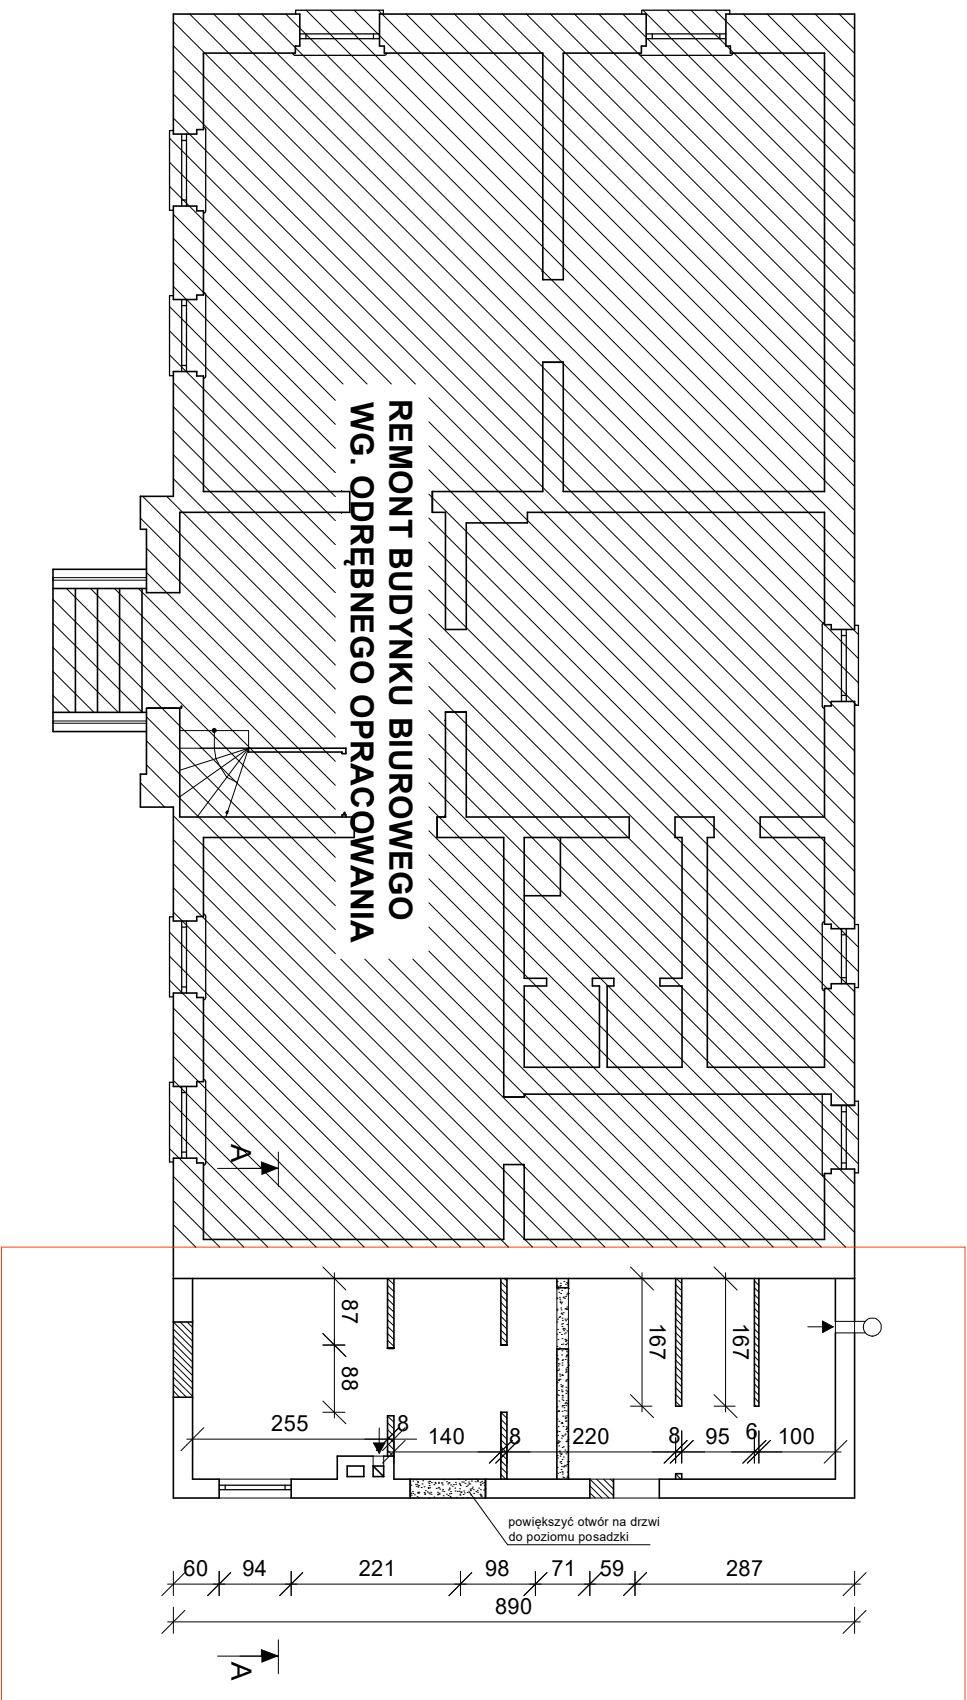 REMONT BUDYNKU BIUROWEGO
WG. ODRĘBNEGO OPRACOWANIA
A
87
88
167
167
255
8
140
8
220
8
95
6
100
powiększyć otwór na drzwi
do poziomu posadzki
60 94 221 98 71 59 287
890
A